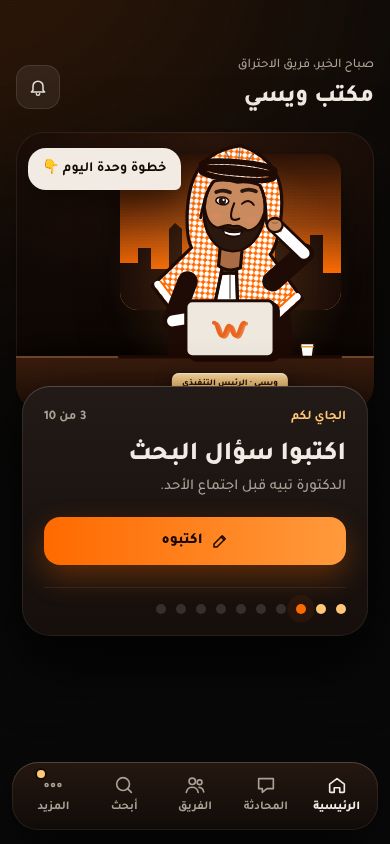 صباح الخير، فريق الاحتراق
مكتب ويسي
خطوة وحدة اليوم 👇
W
ويسي · الرئيس التنفيذي
الجاي لكم
3 من 10
اكتبوا سؤال البحث
الدكتورة تبيه قبل اجتماع الأحد.
اكتبوه
الرئيسية
المحادثة
الفريق
أبحث
المزيد